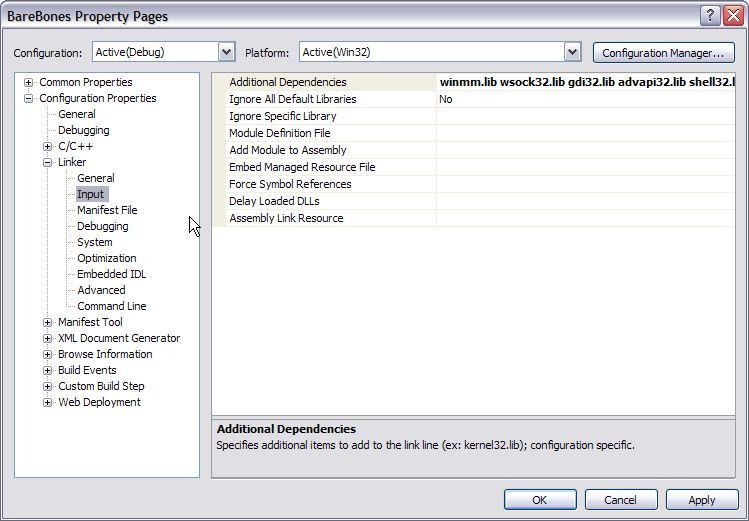 BareBones Property Pages
Configuration: Active(Debug) Platform: Active(Win32) Configuration Manager...
Common Properties
Configuration Properties
General
Debugging
C/C++
Linker
General
Input
Manifest File
Debugging
System
Optimization
Embedded IDL
Advanced
Command Line
Manifest Tool
XML Document Generator
Browse Information
Build Events
Custom Build Step
Web Deployment
Additional Dependencies winmm.lib wsock32.lib gdi32.lib advapi32.lib shell32.l
Ignore All Default Libraries No
Ignore Specific Library
Module Definition File
Add Module to Assembly
Embed Managed Resource File
Force Symbol References
Delay Loaded DLLs
Assembly Link Resource
Additional Dependencies
Specifies additional items to add to the link line (ex: kernel32.lib); configuration specific.
OK Cancel Apply